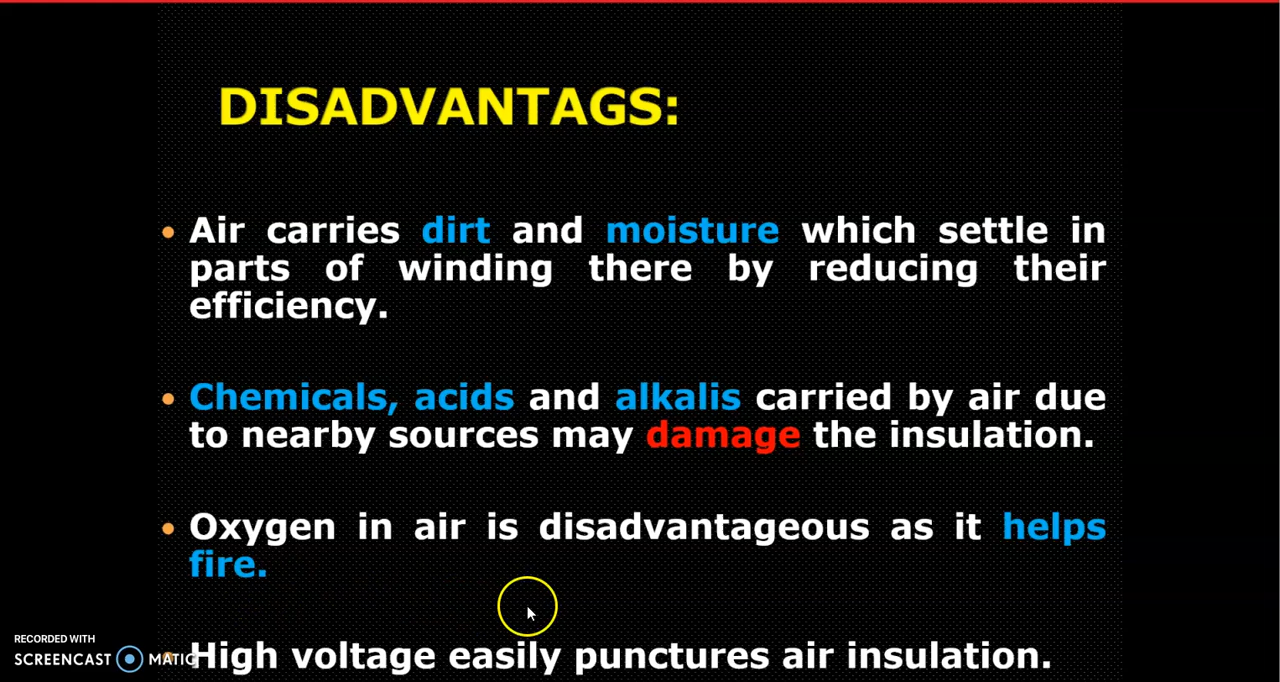 DISADVANTAGS:
• Air carries dirt and moisture which settle in
parts of winding there by reducing their
efficiency.
• Chemicals, acids and alkalis carried by air due
to nearby sources may damage the insulation.
• Oxygen in air is disadvantageous as it helps
fire.
• High voltage easily punctures air insulation.
RECORDED WITH
SCREENCAST MATIC